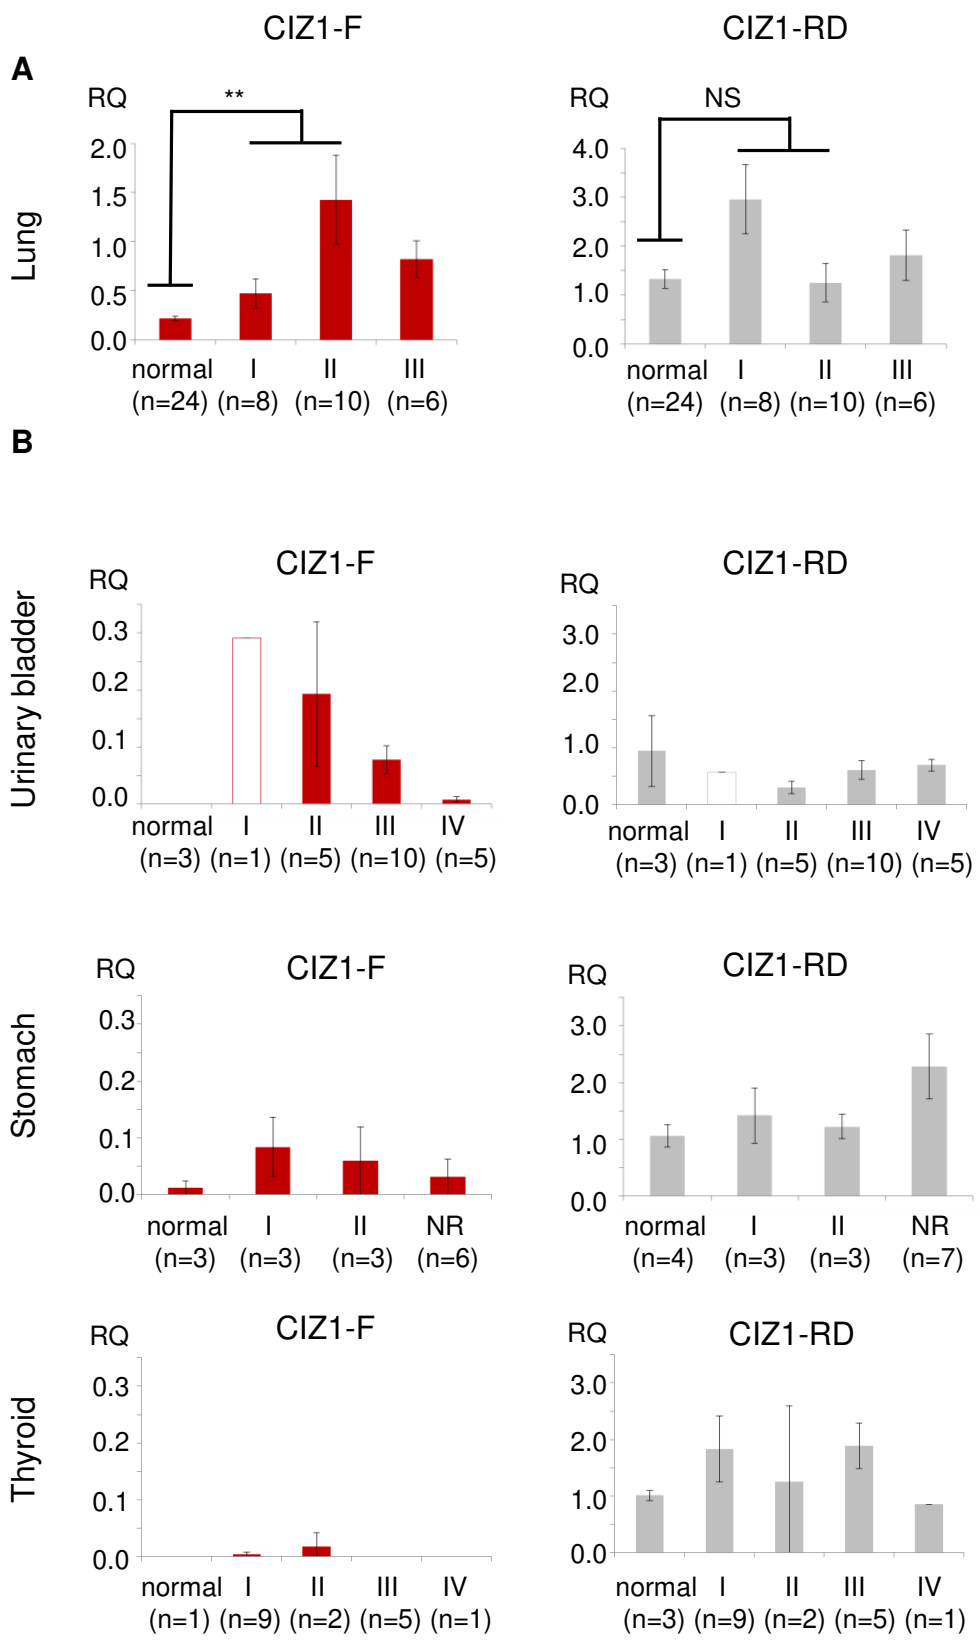 CIZ1-F CIZ1-RD
A
RQ ** RQ NS
Lung
2.0
1.5
1.0
0.5
0.0
normal I II III
(n=24) (n=8) (n=10) (n=6)
4.0
3.0
2.0
1.0
0.0
normal I II III
(n=24) (n=8) (n=10) (n=6)
B
Urinary bladder
CIZ1-F
RQ
0.3
0.2
0.1
0.0
normal I II III IV
(n=3) (n=1) (n=5) (n=10) (n=5)
CIZ1-RD
RQ
3.0
2.0
1.0
0.0
normal I II III IV
(n=3) (n=1) (n=5) (n=10) (n=5)
Stomach
RQ CIZ1-F
0.3
0.2
0.1
0.0
normal I II NR
(n=3) (n=3) (n=3) (n=6)
CIZ1-RD
RQ
3.0
2.0
1.0
0.0
normal I II NR
(n=4) (n=3) (n=3) (n=7)
Thyroid
CIZ1-F
RQ
0.3
0.2
0.1
0.0
normal I II III IV
(n=1) (n=9) (n=2) (n=5) (n=1)
RQ CIZ1-RD
3.0
2.0
1.0
0.0
normal I II III IV
(n=3) (n=9) (n=2) (n=5) (n=1)